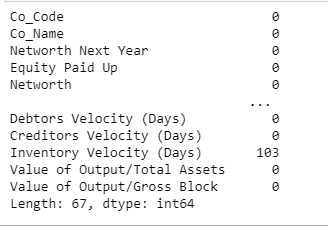 Co_Code 0
Co_Name 0
Networth Next Year 0
Equity Paid Up 0
Networth 0
...
Debtors Velocity (Days) 0
Creditors Velocity (Days) 0
Inventory Velocity (Days) 103
Value of Output/Total Assets 0
Value of Output/Gross Block 0
Length: 67, dtype: int64